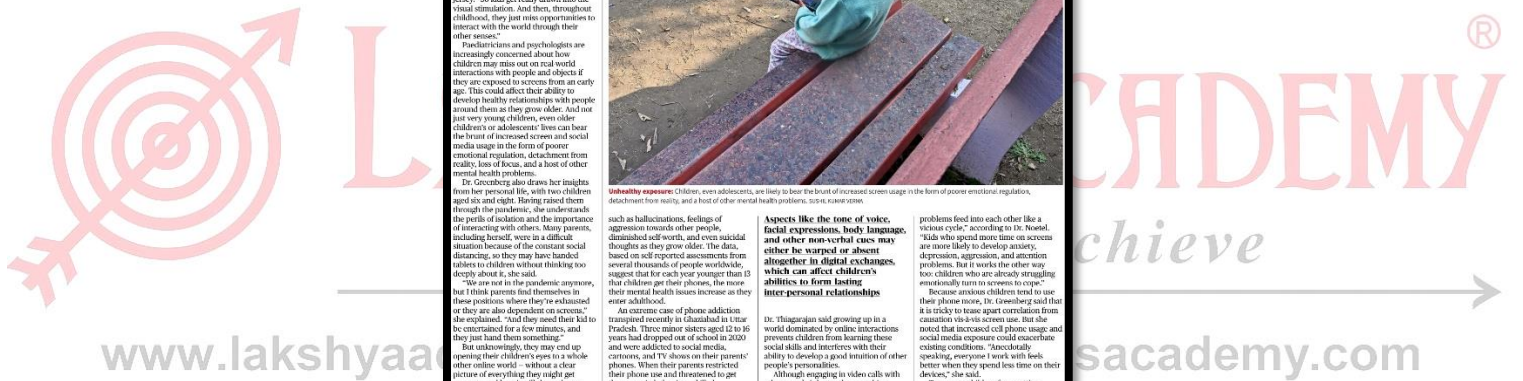 visual stimulation. And then, throughout
childhood, they just miss opportunities to
interact with the world through their
other senses."
Paediatricians and psychologists are
increasingly concerned about how
children may miss out on real-world
interactions with people and objects if
they are exposed to screens from an early
age. This could affect their ability to
develop healthy relationships with people
around them as they grow older. And not
just very young children, even older
children's or adolescents' lives can bear
the brunt of increased screen and social
media usage in the form of poorer
emotional regulation, detachment from
reality, loss of focus, and a host of other
mental health problems.
Dr. Greenberg also draws her insights
from her personal life, with two children
aged six and eight. Having raised them
through the pandemic, she understands
the perils of isolation and the importance
of interacting with others. Many parents,
including herself, were in a difficult
situation because of the constant social
distancing, so they may have handed
tablets to children without thinking too
deeply about it, she said.
"We are not in the pandemic anymore,
but I think parents find themselves in
these positions where they're exhausted
or they are also dependent on screens,"
she explained. "And they need their kid to
be entertained for a few minutes, and
they just hand them something."
But unknowingly, they may end up
opening their children's eyes to a whole
other online world – without a clear
picture of everything they might get
Unhealthy exposure: Children, even adolescents, are likely to bear the brunt of increased screen usage in the form of poorer emotional regulation,
detachment from reality, and a host of other mental health problems. SUSHIL KUMAR VERMA
such as hallucinations, feelings of
aggression towards other people,
diminished self-worth, and even suicidal
thoughts as they grow older. The data,
based on self-reported assessments from
several thousands of people worldwide,
suggest that for each year younger than 13
that children get their phones, the more
their mental health issues increase as they
enter adulthood.
An extreme case of phone addiction
transpired recently in Ghaziabad in Uttar
Pradesh. Three minor sisters aged 12 to 16
years had dropped out of school in 2020
and were addicted to social media,
cartoons, and TV shows on their parents'
phones. When their parents restricted
their phone use and threatened to get
Aspects like the tone of voice,
facial expressions, body language,
and other non-verbal cues may
either be warped or absent
altogether in digital exchanges,
which can affect children's
abilities to form lasting
inter-personal relationships
Dr. Thiagarajan said growing up in a
world dominated by online interactions
prevents children from learning these
social skills and interferes with their
ability to develop a good intuition of other
people's personalities.
Although engaging in video calls with
problems feed into each other like a
vicious cycle," according to Dr. Noetel.
"Kids who spend more time on screens
are more likely to develop anxiety,
depression, aggression, and attention
problems. But it works the other way
too: children who are already struggling
emotionally turn to screens to cope."
Because anxious children tend to use
their phone more, Dr. Greenberg said that
it is tricky to tease apart correlation from
causation vis-à-vis screen use. But she
noted that increased cell phone usage and
social media exposure could exacerbate
existing conditions. "Anecdotally
speaking, everyone I work with feels
better when they spend less time on their
devices," she said.
L CADEMY ®
chieve
www.lakshyaac sacademy.com